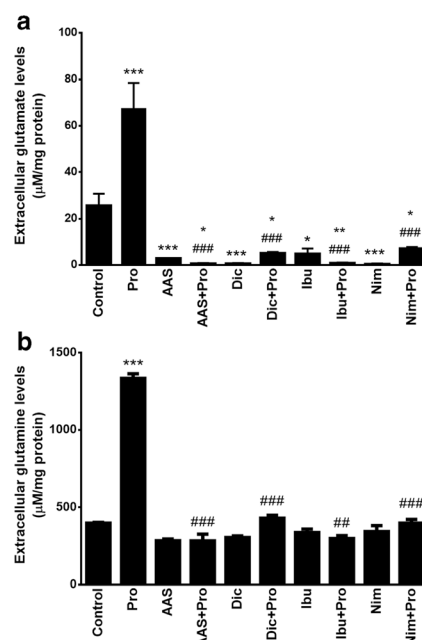 a
Extracellular glutamate levels
(µM/mg protein)
100
80
60
40
20
0
***
***
*
###
***
*
###
*
**
###
***
*
###
Control
Pro
AAS
AAS+Pro
Dic
Dic+Pro
Ibu
Ibu+Pro
Nim
Nim+Pro
b
Extracellular glutamine levels
(µM/mg protein)
1500
1000
500
0
***
###
###
##
###
Control
Pro
AAS
AAS+Pro
Dic
Dic+Pro
Ibu
Ibu+Pro
Nim
Nim+Pro